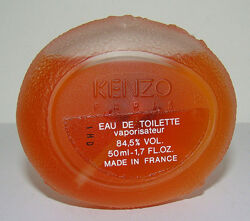 KENZO
EAU DE TOILETTE
vaporisateur
84,5% VOL.
50ml-1,7 FL.OZ.
MADE IN FRANCE